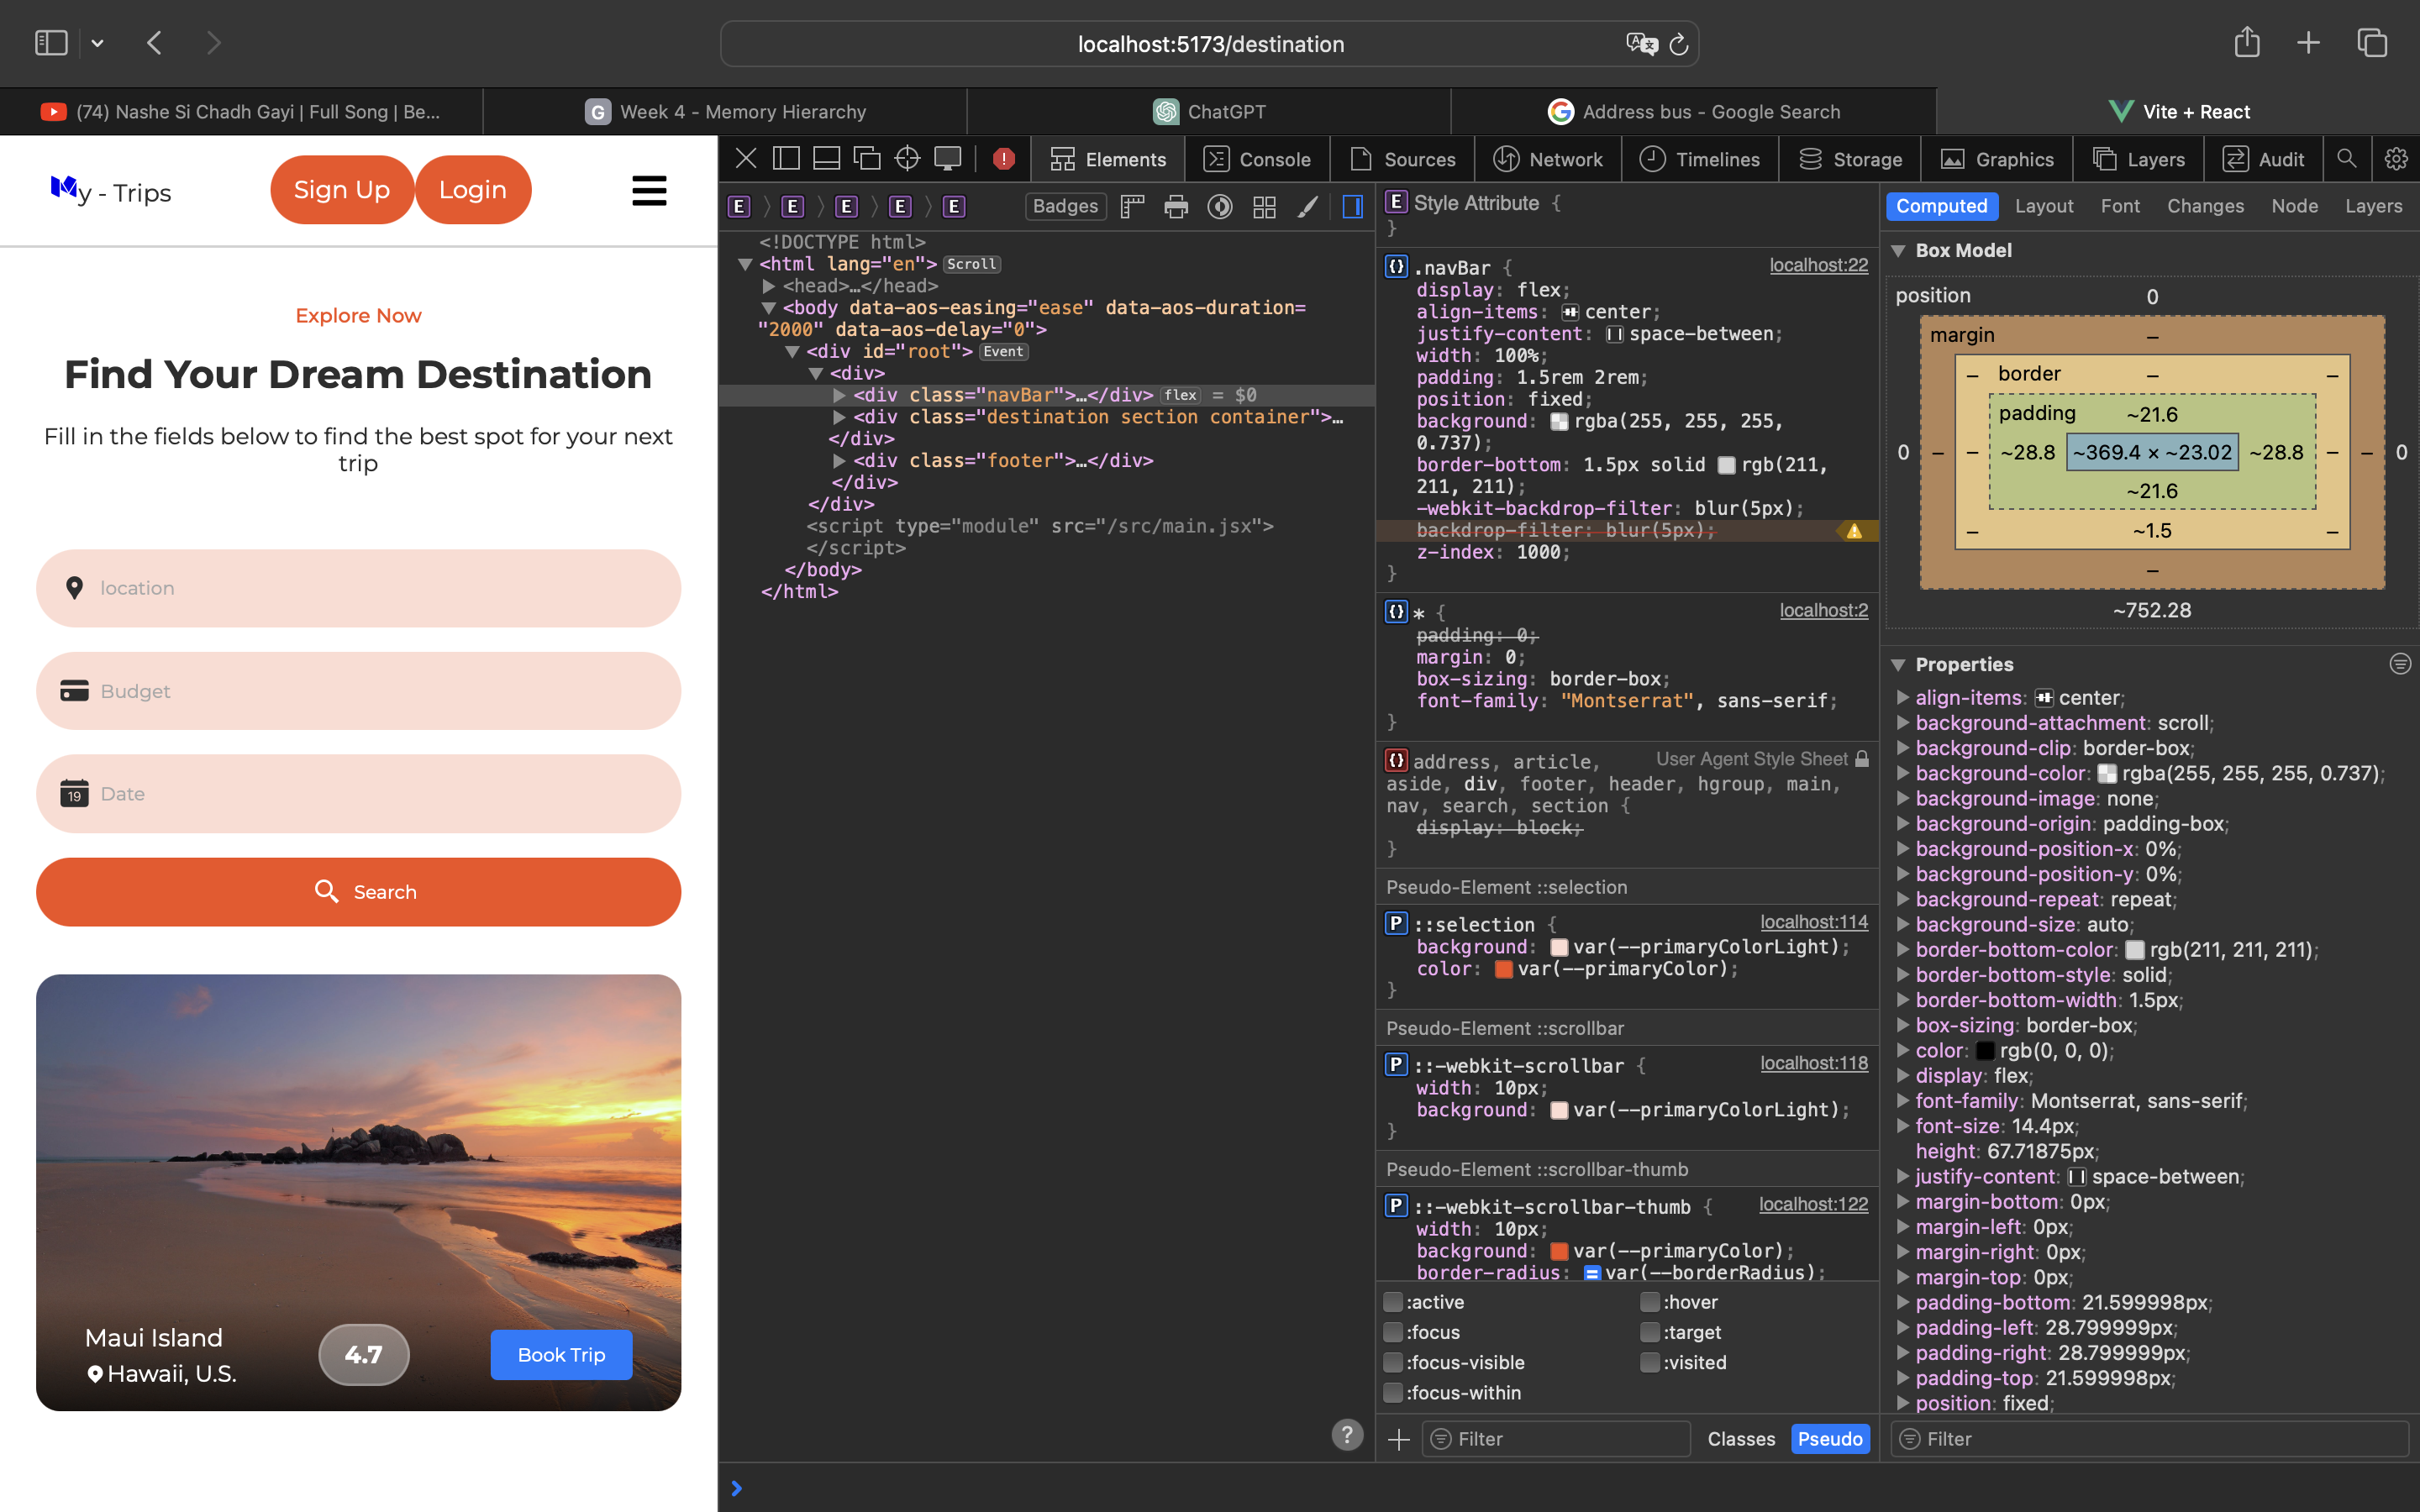 localhost:5173/destination
(74) Nashe Si Chadh Gayi | Full Song | Be...
G Week 4 - Memory Hierarchy
ChatGPT
Address bus - Google Search
Vite + React
y - Trips
Sign Up
Login
Explore Now
Find Your Dream Destination
Fill in the fields below to find the best spot for your next
trip
location
Budget
19 Date
Search
Maui Island
Hawaii, U.S.
4.7
Book Trip
Elements
Console
Sources
Network
Timelines
Storage
Graphics
Layers
Audit
E E E E E
Badges
<!DOCTYPE html>
<html lang="en"> Scroll
<head>…</head>
<body data-aos-easing="ease" data-aos-duration=
"2000" data-aos-delay="0">
<div id="root"> Event
<div>
<div class="navBar">…</div> flex = $0
<div class="destination section container">…
</div>
<div class="footer">…</div>
</div>
</div>
<script type="module" src="/src/main.jsx">
</script>
</body>
</html>
?
E Style Attribute {
}
.navBar { localhost:22
display: flex;
align-items: center;
justify-content: space-between;
width: 100%;
padding: 1.5rem 2rem;
position: fixed;
background: rgba(255, 255, 255,
0.737);
border-bottom: 1.5px solid rgb(211,
211, 211);
-webkit-backdrop-filter: blur(5px);
backdrop-filter: blur(5px);
z-index: 1000;
}
* { localhost:2
padding: 0;
margin: 0;
box-sizing: border-box;
font-family: "Montserrat", sans-serif;
}
address, article, User Agent Style Sheet
aside, div, footer, header, hgroup, main,
nav, search, section {
display: block;
}
Pseudo-Element ::selection
P ::selection { localhost:114
background: var(--primaryColorLight);
color: var(--primaryColor);
}
Pseudo-Element ::scrollbar
P ::-webkit-scrollbar { localhost:118
width: 10px;
background: var(--primaryColorLight);
}
Pseudo-Element ::scrollbar-thumb
P ::-webkit-scrollbar-thumb { localhost:122
width: 10px;
background: var(--primaryColor);
border-radius: var(--borderRadius);
:active :hover
:focus :target
:focus-visible :visited
:focus-within
Filter
Classes
Pseudo
Computed
Layout
Font
Changes
Node
Layers
Box Model
position 0
margin –
– border – –
padding ~21.6
0 – – ~28.8 ~369.4 × ~23.02 ~28.8 – – 0
~21.6
– ~1.5 –
–
~752.28
Properties
align-items: center;
background-attachment: scroll;
background-clip: border-box;
background-color: rgba(255, 255, 255, 0.737);
background-image: none;
background-origin: padding-box;
background-position-x: 0%;
background-position-y: 0%;
background-repeat: repeat;
background-size: auto;
border-bottom-color: rgb(211, 211, 211);
border-bottom-style: solid;
border-bottom-width: 1.5px;
box-sizing: border-box;
color: rgb(0, 0, 0);
display: flex;
font-family: Montserrat, sans-serif;
font-size: 14.4px;
height: 67.71875px;
justify-content: space-between;
margin-bottom: 0px;
margin-left: 0px;
margin-right: 0px;
margin-top: 0px;
padding-bottom: 21.599998px;
padding-left: 28.799999px;
padding-right: 28.799999px;
padding-top: 21.599998px;
position: fixed;
Filter